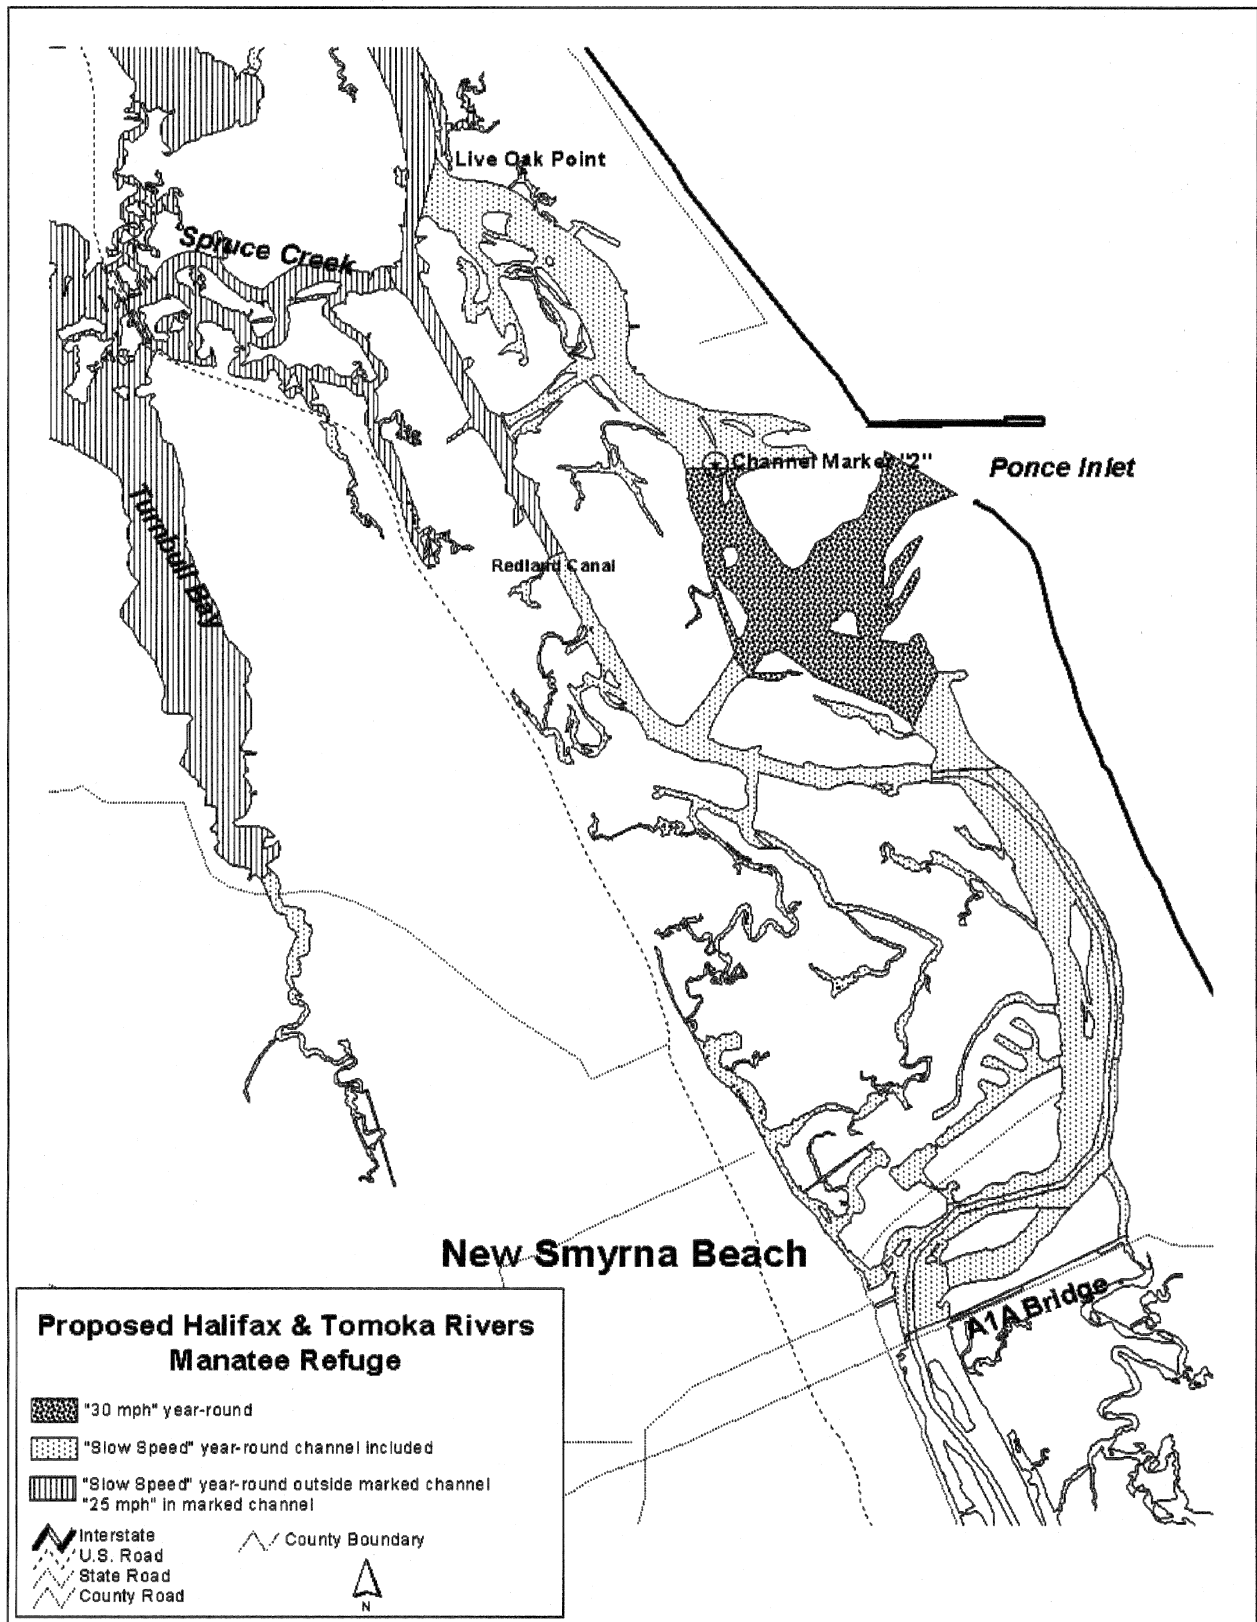 Live Oak Point
Spruce Creek
Channel Marker "2"
Ponce Inlet
Turnbull Bay
Redland Canal
New Smyrna Beach
A1A Bridge
Proposed Halifax & Tomoka Rivers
Manatee Refuge
"30 mph" year-round
"Slow Speed" year-round channel included
"Slow Speed" year-round outside marked channel
"25 mph" in marked channel
Interstate
County Boundary
U.S. Road
State Road
County Road
N